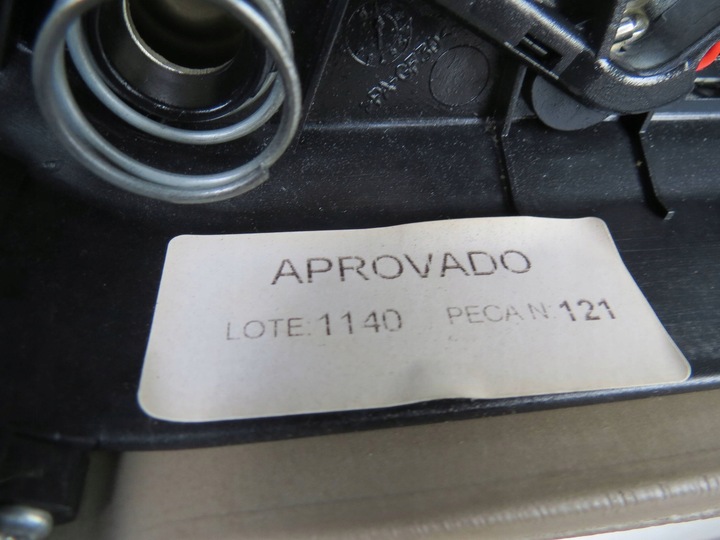 APROVADO
LOTE: 1140 PECA N. 121